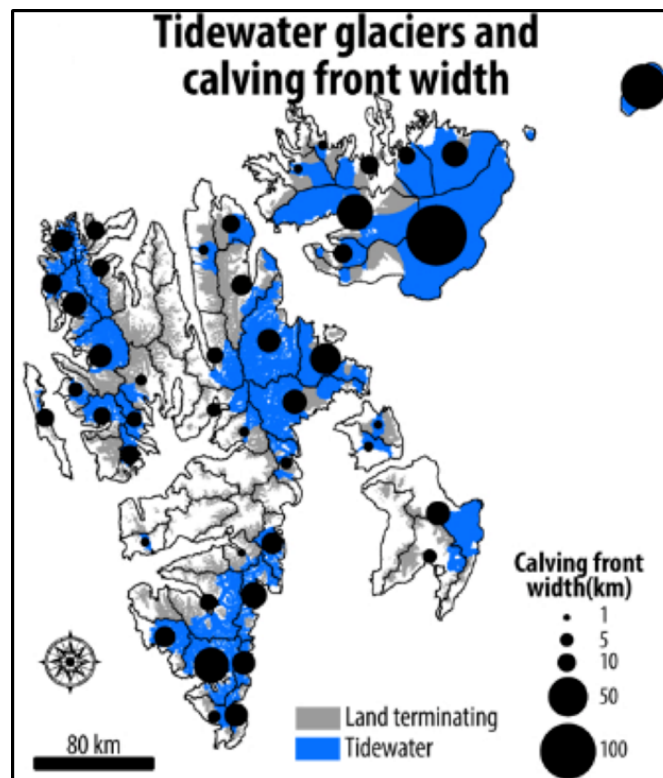 Tidewater glaciers and
calving front width
Calving front
width(km)
1
5
10
50
100
Land terminating
Tidewater
80 km